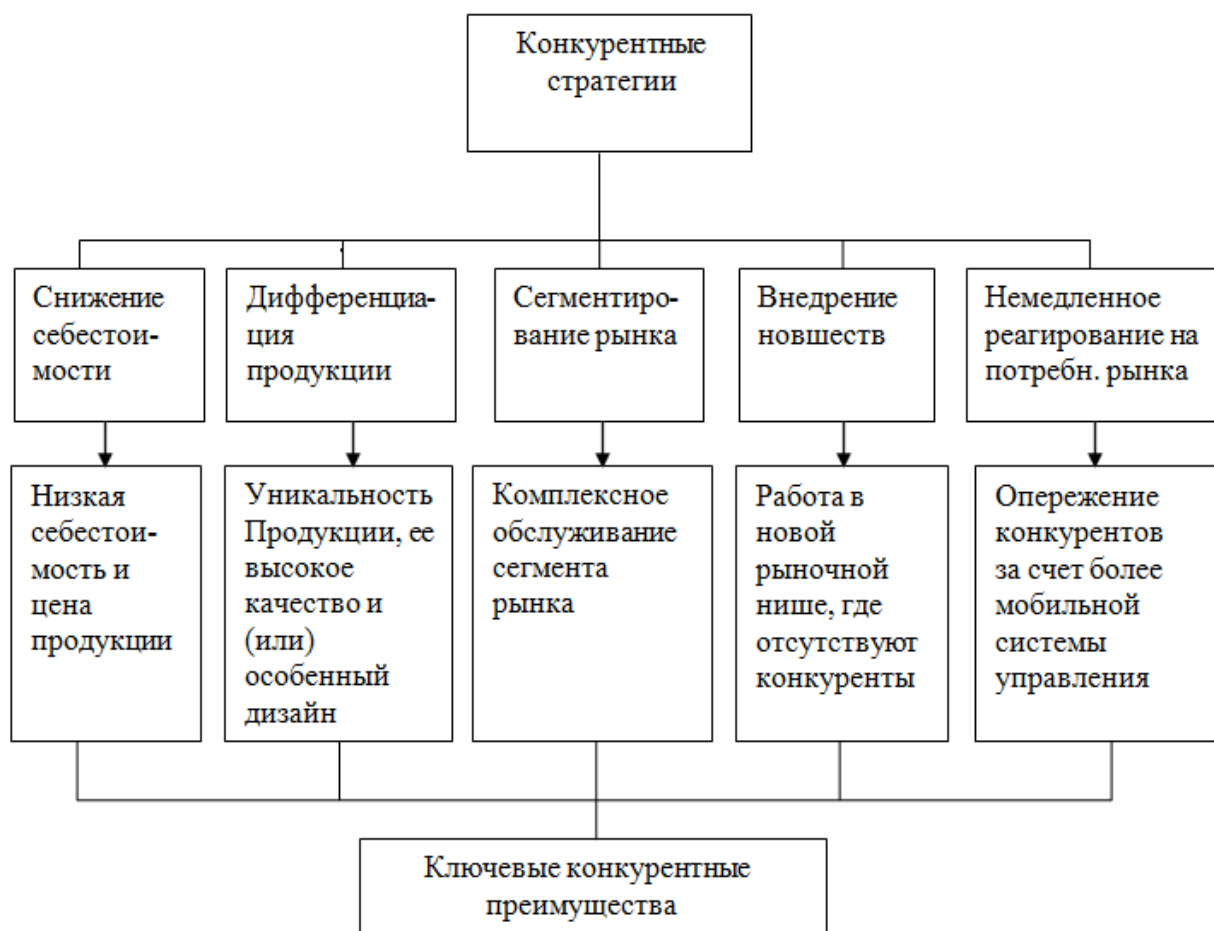 Конкурентные
стратегии
Снижение
себестои-
мости
Дифференциа-
ция
продукции
Сегментиро-
вание рынка
Внедрение
новшеств
Немедленное
реагирование на
потребн. рынка
Низкая
себестои-
мость и
цена
продукции
Уникальность
Продукции, ее
высокое
качество и
(или)
особенный
дизайн
Комплексное
обслуживание
сегмента
рынка
Работа в
новой
рыночной
нише, где
отсутствуют
конкуренты
Опережение
конкурентов
за счет более
мобильной
системы
управления
Ключевые конкурентные
преимущества